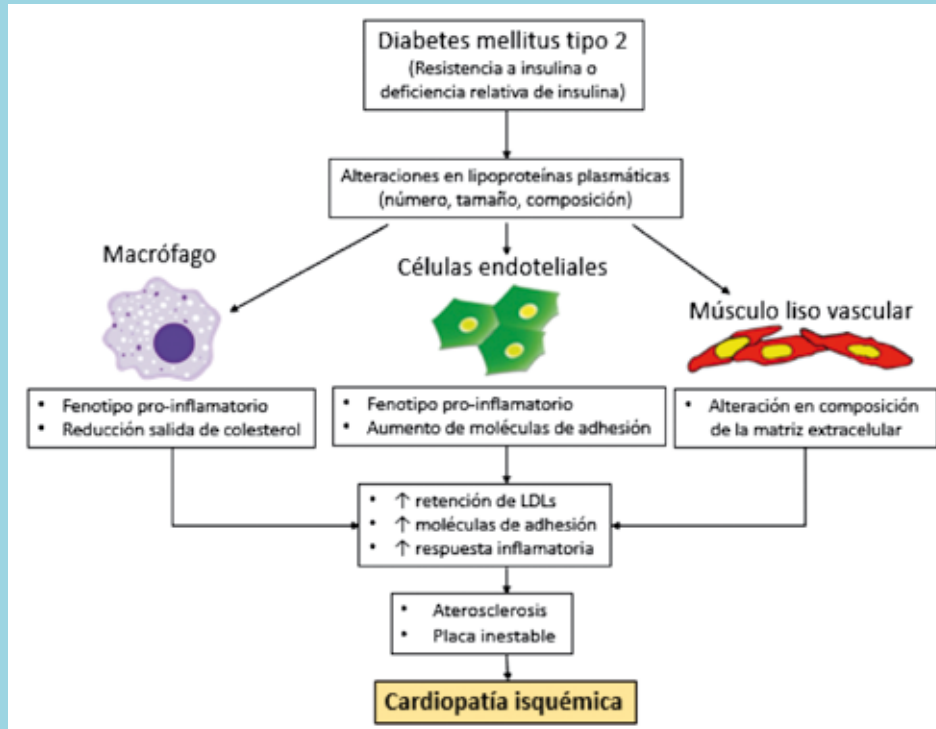 Diabetes mellitus tipo 2
(Resistencia a insulina o
deficiencia relativa de insulina)
Alteraciones en lipoproteínas plasmáticas
(número, tamaño, composición)
Macrófago
Células endoteliales
Músculo liso vascular
• Fenotipo pro-inflamatorio
• Reducción salida de colesterol
• Fenotipo pro-inflamatorio
• Aumento de moléculas de adhesión
• Alteración en composición
de la matriz extracelular
• ↑ retención de LDLs
• ↑ moléculas de adhesión
• ↑ respuesta inflamatoria
• Aterosclerosis
• Placa inestable
Cardiopatía isquémica